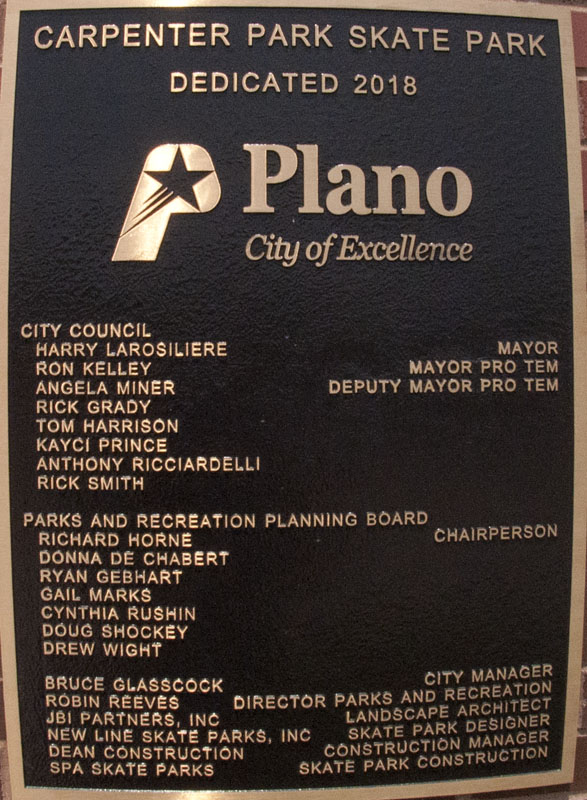 CARPENTER PARK SKATE PARK
DEDICATED 2018
Plano
City of Excellence
CITY COUNCIL
HARRY LAROSILIERE MAYOR
RON KELLEY MAYOR PRO TEM
ANGELA MINER DEPUTY MAYOR PRO TEM
RICK GRADY
TOM HARRISON
KAYCI PRINCE
ANTHONY RICCIARDELLI
RICK SMITH
PARKS AND RECREATION PLANNING BOARD
RICHARD HORNE CHAIRPERSON
DONNA DE CHABERT
RYAN GEBHART
GAIL MARKS
CYNTHIA RUSHIN
DOUG SHOCKEY
DREW WIGHT
BRUCE GLASSCOCK CITY MANAGER
ROBIN REEVES DIRECTOR PARKS AND RECREATION
JBI PARTNERS, INC LANDSCAPE ARCHITECT
NEW LINE SKATE PARKS, INC SKATE PARK DESIGNER
DEAN CONSTRUCTION CONSTRUCTION MANAGER
SPA SKATE PARKS SKATE PARK CONSTRUCTION